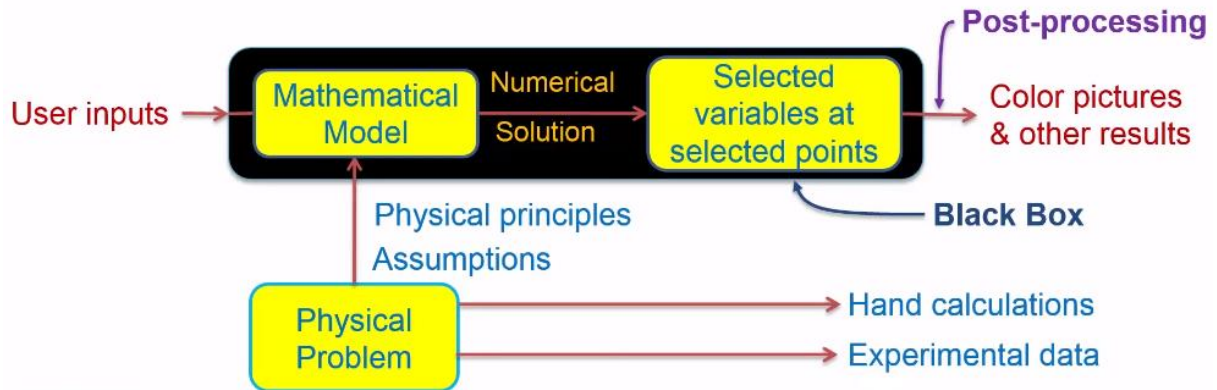 Post-processing
User inputs
Mathematical
Model
Numerical
Solution
Selected
variables at
selected points
Color pictures
& other results
Physical principles
Assumptions
Black Box
Physical
Problem
Hand calculations
Experimental data